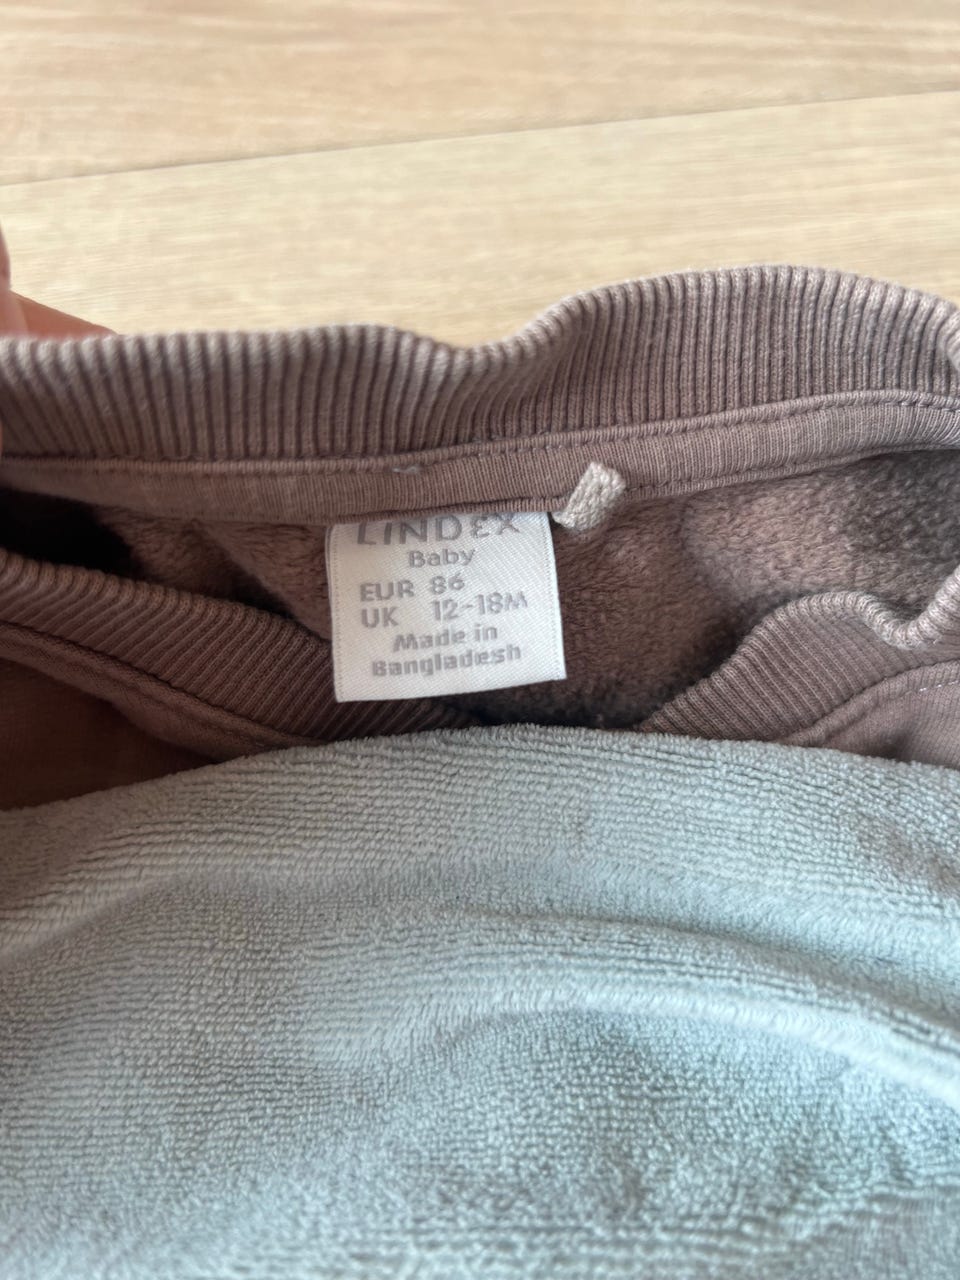 LINDEX
Baby
EUR 86
UK 12-18M
Made in
Bangladesh